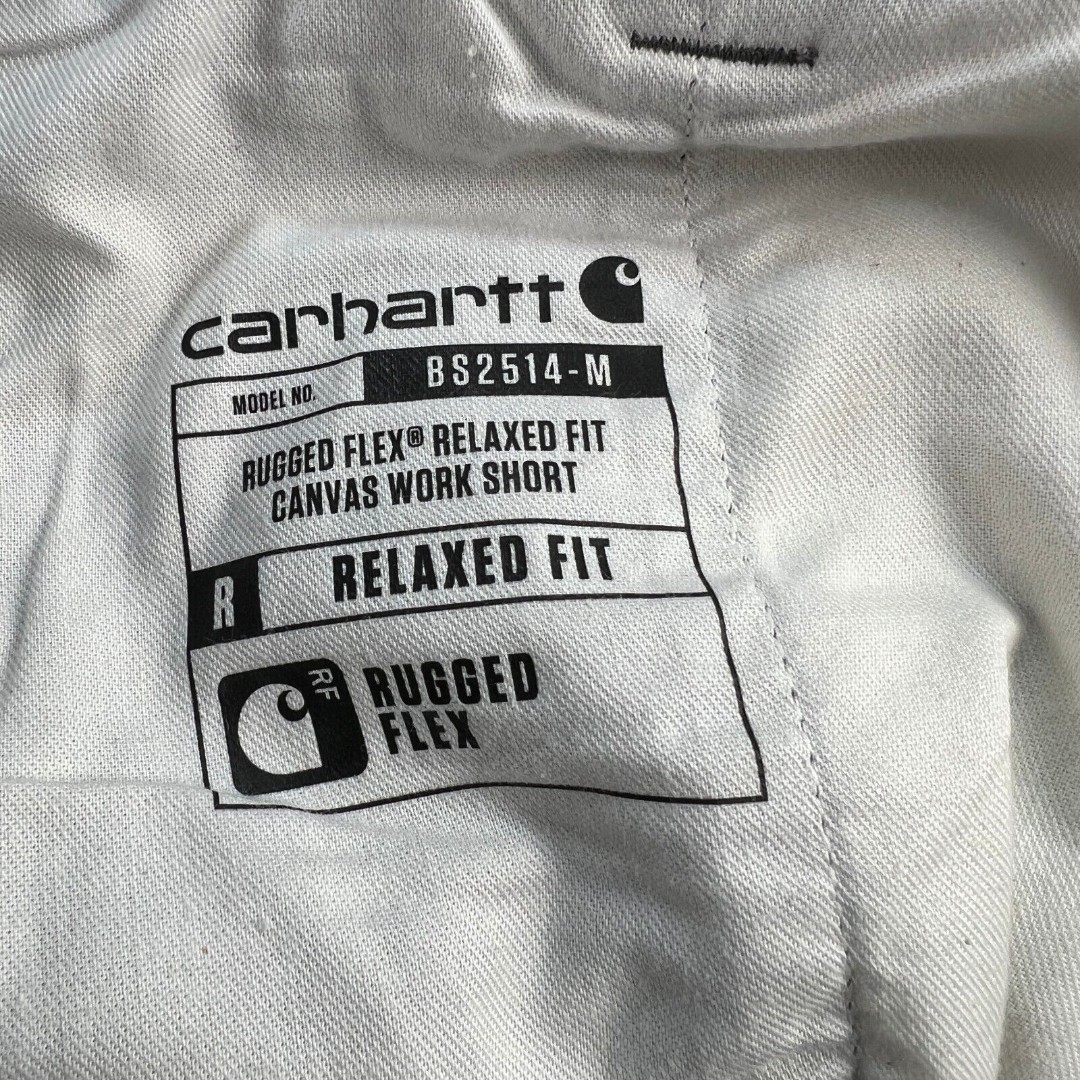 carhartt
MODEL NO. BS2514-M
RUGGED FLEX® RELAXED FIT
CANVAS WORK SHORT
R RELAXED FIT
RF
RUGGED
FLEX